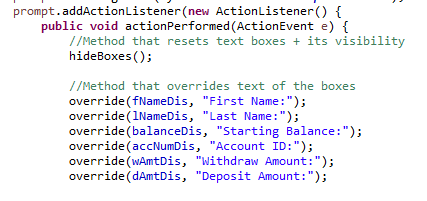 prompt.addActionListener(new ActionListener() {
public void actionPerformed(ActionEvent e) {
//Method that resets text boxes + its visibility
hideBoxes();
//Method that overrides text of the boxes
override(fNameDis, "First Name:");
override(lNameDis, "Last Name:");
override(balanceDis, "Starting Balance:");
override(accNumDis, "Account ID:");
override(wAmtDis, "Withdraw Amount:");
override(dAmtDis, "Deposit Amount:");